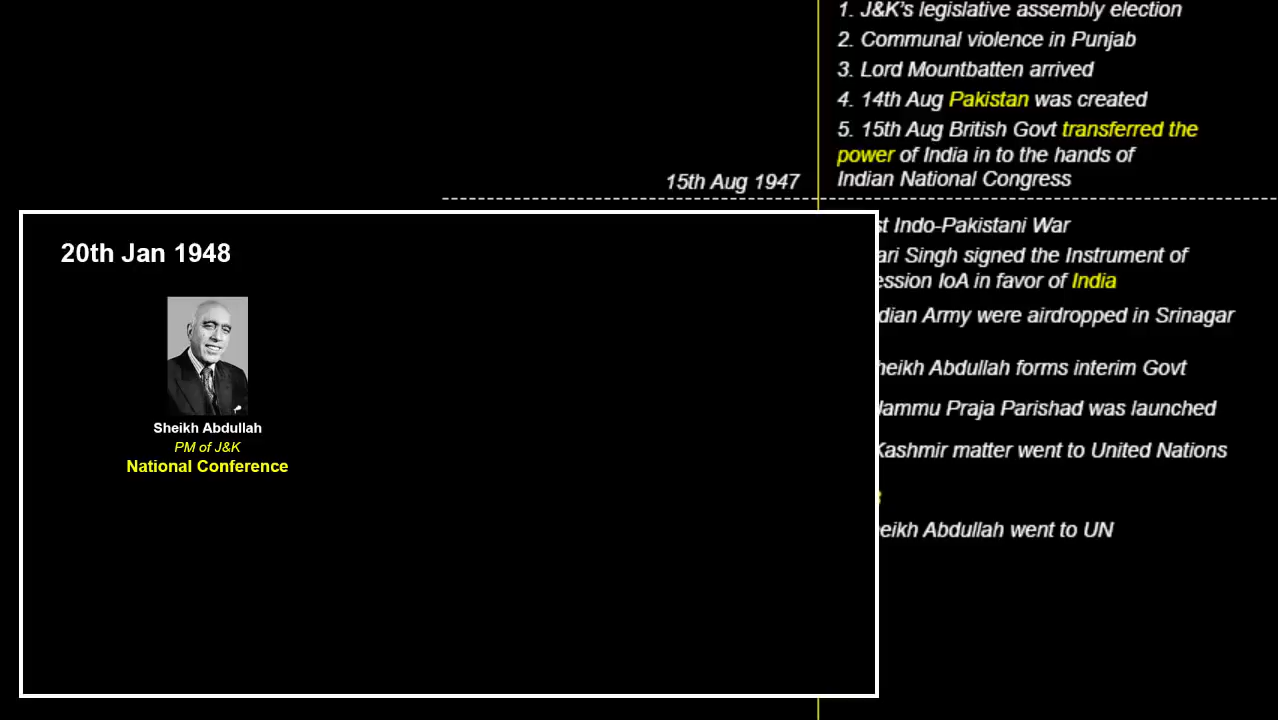 1. J&K's legislative assembly election
2. Communal violence in Punjab
3. Lord Mountbatten arrived
4. 14th Aug Pakistan was created
5. 15th Aug British Govt transferred the
power of India in to the hands of
Indian National Congress
15th Aug 1947
Indo-Pakistani War
Singh signed the Instrument of
IoA in favor of India
Army were airdropped in Srinagar
Abdullah forms interim Govt
Praja Parishad was launched
Kashmir matter went to United Nations
Abdullah went to UN
20th Jan 1948
Sheikh Abdullah
PM of J&K
National Conference